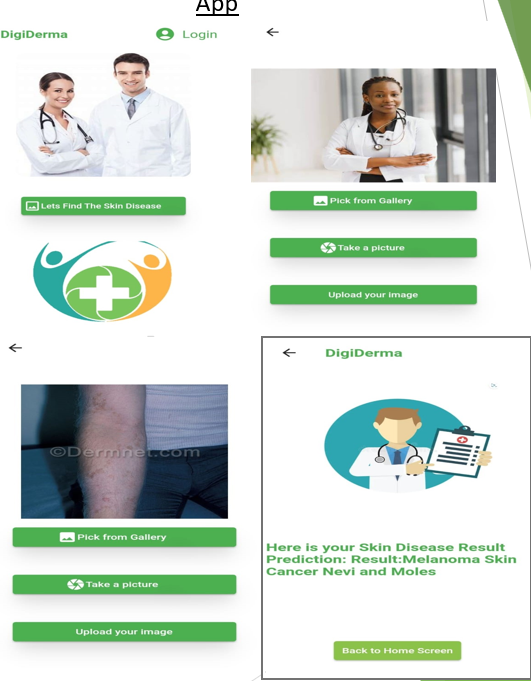 App
DigiDerma
Login
Lets Find The Skin Disease
Pick from Gallery
Take a picture
Upload your image
©Dermnet.com
Pick from Gallery
Take a picture
Upload your image
DigiDerma
Here is your Skin Disease Result
Prediction: Result:Melanoma Skin
Cancer Nevi and Moles
Back to Home Screen